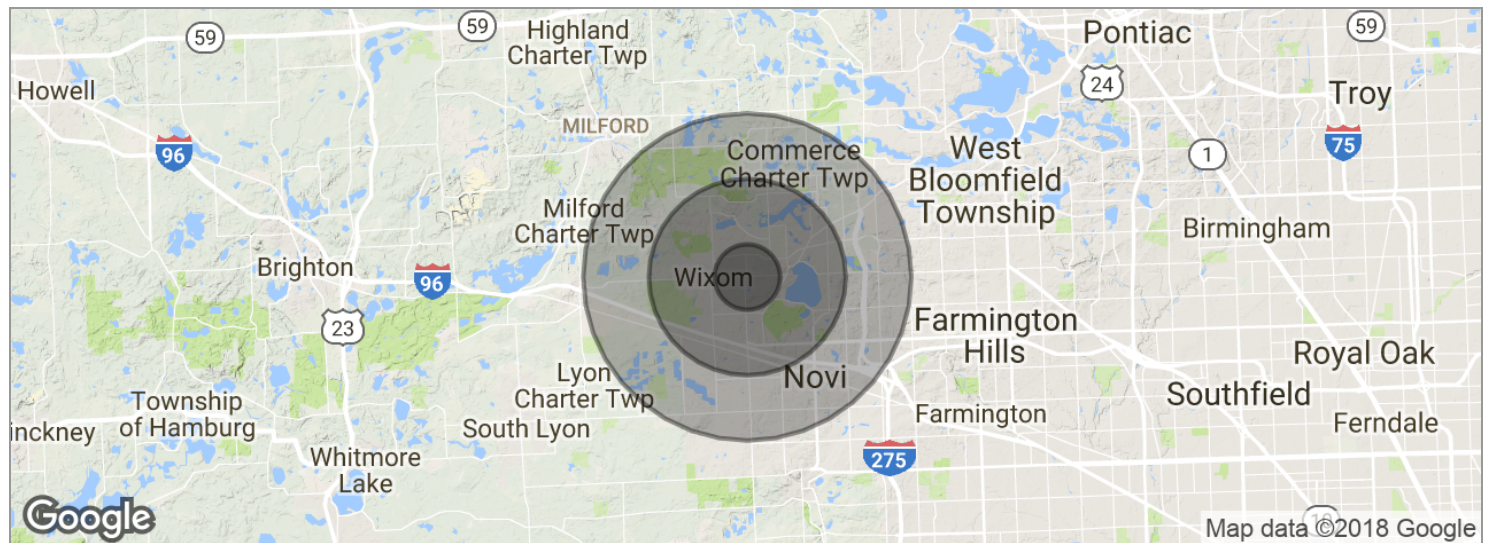 59
Highland
Charter Twp
59
Pontiac
59
Howell
24
Troy
MILFORD
96
Commerce
Charter Twp
West
Bloomfield
Township
1
75
Milford
Charter Twp
Birmingham
Brighton
96
Wixom
23
Farmington
Hills
Royal Oak
Lyon
Charter Twp
Novi
Southfield
Township
of Hamburg
inckney
South Lyon
Farmington
Ferndale
Whitmore
Lake
275
Google
10
Map data ©2018 Google